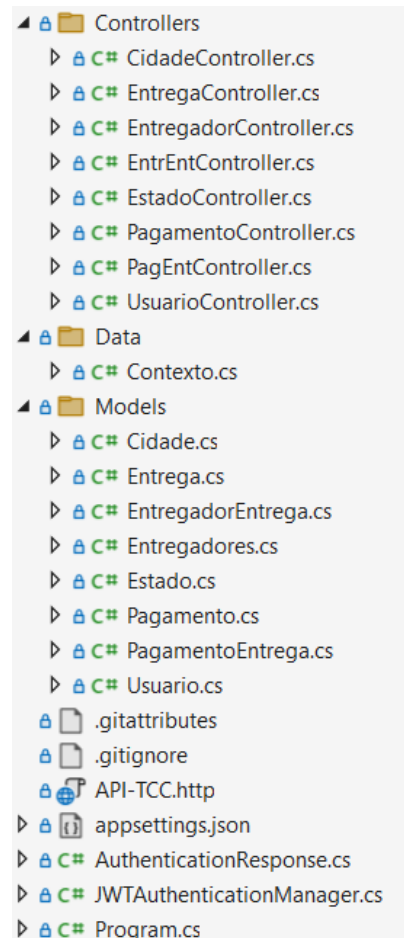 Controllers
C# CidadeController.cs
C# EntregaController.cs
C# EntregadorController.cs
C# EntrEntController.cs
C# EstadoController.cs
C# PagamentoController.cs
C# PagEntController.cs
C# UsuarioController.cs
Data
C# Contexto.cs
Models
C# Cidade.cs
C# Entrega.cs
C# EntregadorEntrega.cs
C# Entregadores.cs
C# Estado.cs
C# Pagamento.cs
C# PagamentoEntrega.cs
C# Usuario.cs
.gitattributes
.gitignore
API-TCC.http
appsettings.json
C# AuthenticationResponse.cs
C# JWTAuthenticationManager.cs
C# Program.cs